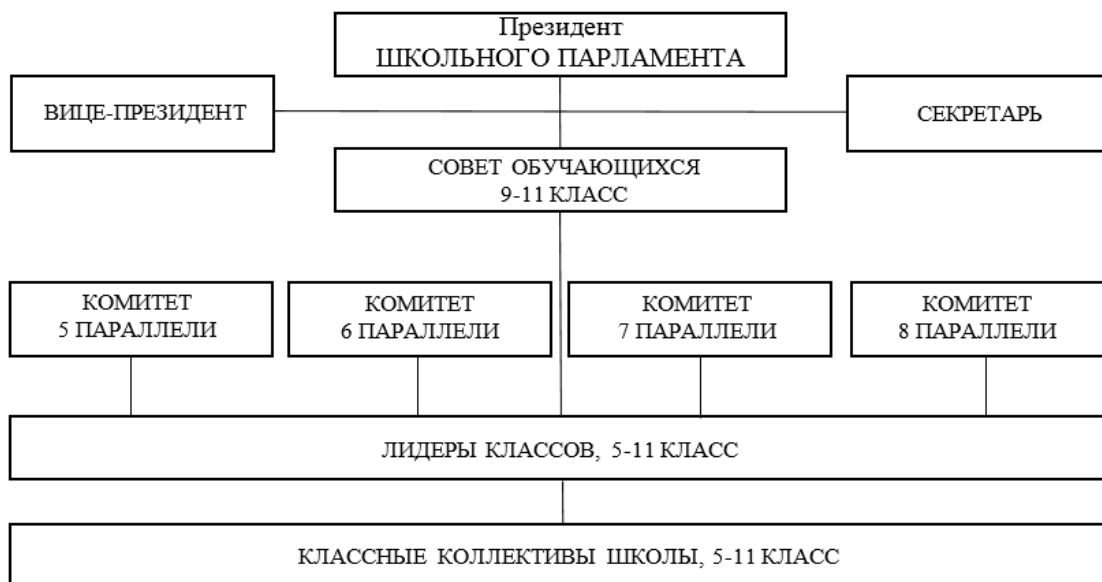 Президент
ШКОЛЬНОГО ПАРЛАМЕНТА
ВИЦЕ-ПРЕЗИДЕНТ
СЕКРЕТАРЬ
СОВЕТ ОБУЧАЮЩИХСЯ
9-11 КЛАСС
КОМИТЕТ
5 ПАРАЛЛЕЛИ
КОМИТЕТ
6 ПАРАЛЛЕЛИ
КОМИТЕТ
7 ПАРАЛЛЕЛИ
КОМИТЕТ
8 ПАРАЛЛЕЛИ
ЛИДЕРЫ КЛАССОВ, 5-11 КЛАСС
КЛАССНЫЕ КОЛЛЕКТИВЫ ШКОЛЫ, 5-11 КЛАСС